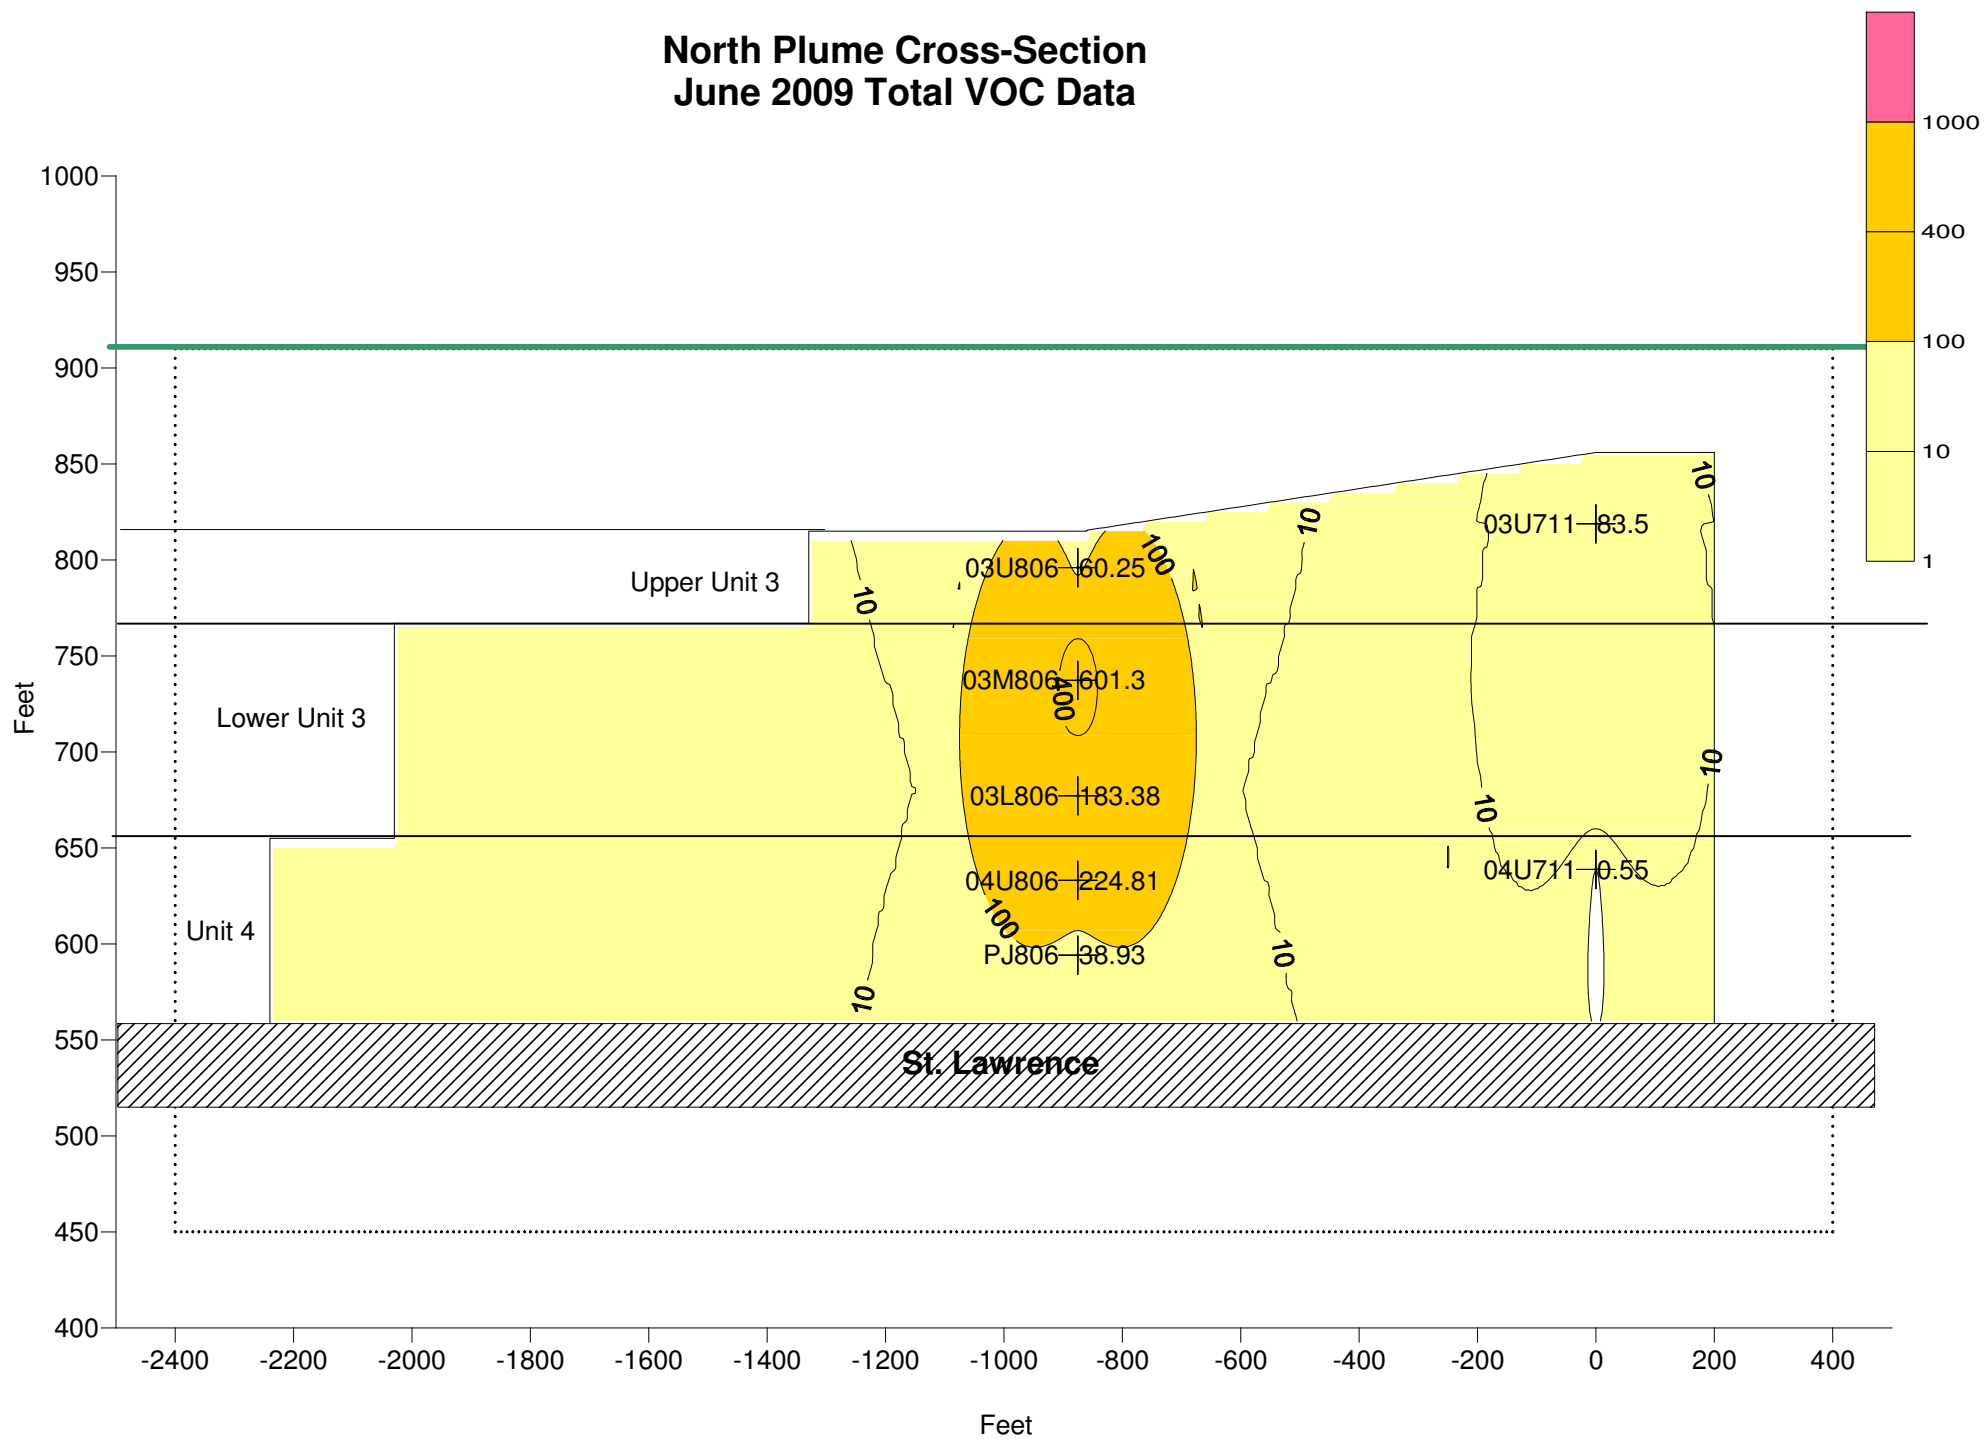 North Plume Cross-Section
June 2009 Total VOC Data
1000
400
100
10
1
1000
950
900
850
800
750
700
650
600
550
500
450
400
Feet
10
03U711 83.5
10
100
03U806 60.25
Upper Unit 3
10
03M806 601.3
400
Lower Unit 3
10
03L806 183.38
10
04U711 0.55
04U806 224.81
100
Unit 4
PJ806 38.93
10
10
St. Lawrence
-2400 -2200 -2000 -1800 -1600 -1400 -1200 -1000 -800 -600 -400 -200 0 200 400
Feet